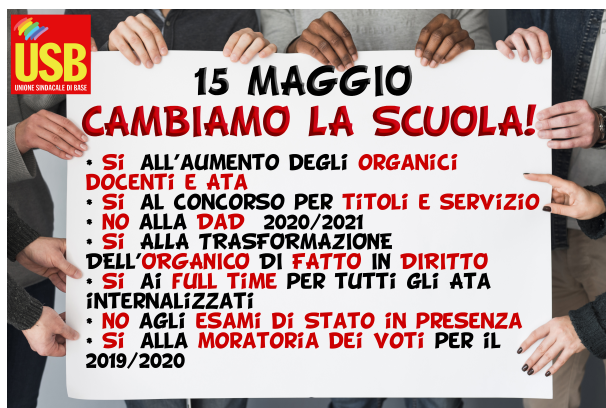 USB
UNIONE SINDACALE DI BASE
15 MAGGIO
CAMBIAMO LA SCUOLA!
* Si ALL'AUMENTO DEGLI ORGANICI
DOCENTI E ATA
* Si AL CONCORSO PER TITOLI E SERVIZIO
* NO ALLA DAD 2020/2021
* Si ALLA TRASFORMAZIONE
DELL'ORGANICO DI FATTO IN DIRITTO
* Si Ai FULL TIME PER TUTTI GLI ATA
INTERNALIZZATI
* NO AGLI ESAMI DI STATO IN PRESENZA
* Si ALLA MORATORIA DEI VOTI PER IL
2019/2020